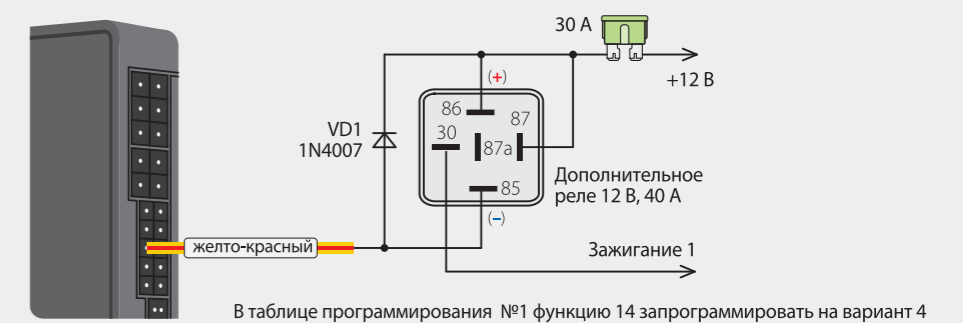 30 А
+12 В
(+)
86
87
30
87а
VD1
1N4007
85
Дополнительное
реле 12 В, 40 А
(–)
желто-красный
Зажигание 1
В таблице программирования №1 функцию 14 запрограммировать на вариант 4